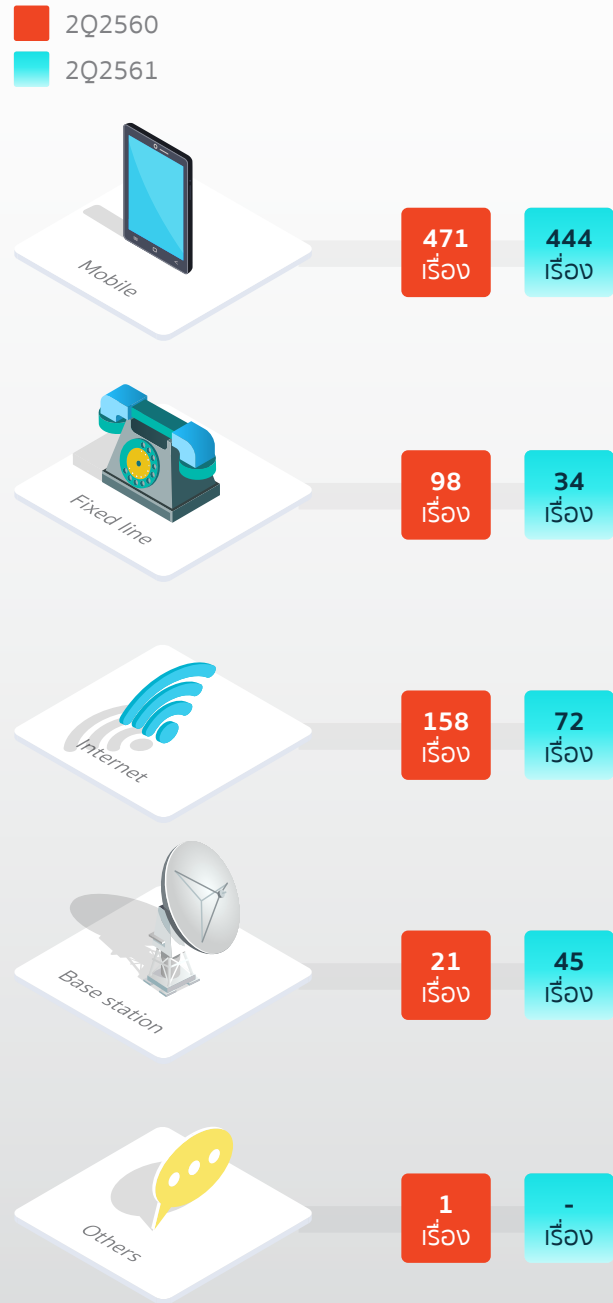 2Q2560
2Q2561
Mobile
471
เรื่อง
444
เรื่อง
Fixed line
98
เรื่อง
34
เรื่อง
Internet
158
เรื่อง
72
เรื่อง
Base station
21
เรื่อง
45
เรื่อง
Others
1
เรื่อง
-
เรื่อง